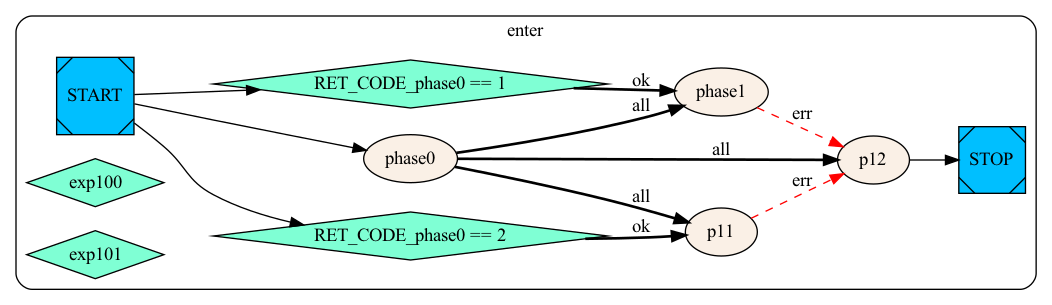 enter
START
RET_CODE_phase0 == 1
ok
phase1
all
err
phase0
all
p12
STOP
exp100
all
err
RET_CODE_phase0 == 2
ok
p11
exp101